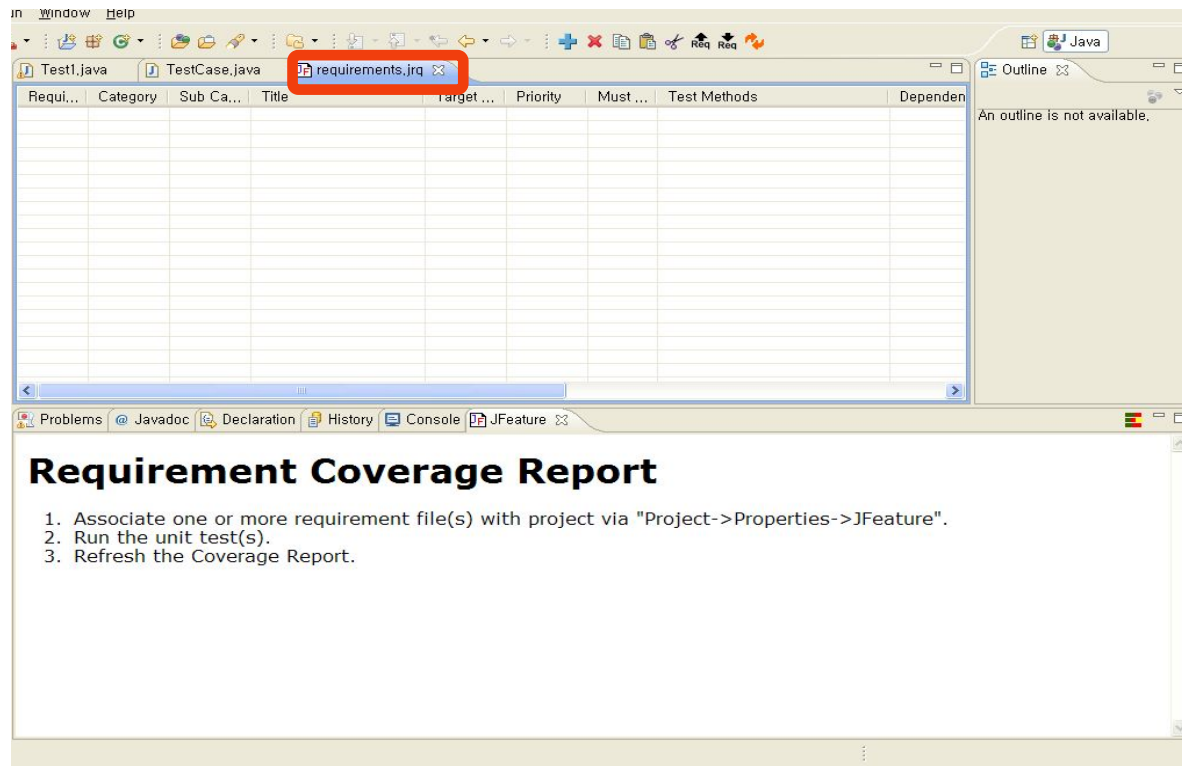 Window Help
Req Req Java
Test1.java TestCase.java requirements.jrq Outline
Requi... Category Sub Ca... Title Target ... Priority Must ... Test Methods Dependen
An outline is not available.
Problems @ Javadoc Declaration History Console JFeature
Requirement Coverage Report
1. Associate one or more requirement file(s) with project via "Project->Properties->JFeature".
2. Run the unit test(s).
3. Refresh the Coverage Report.